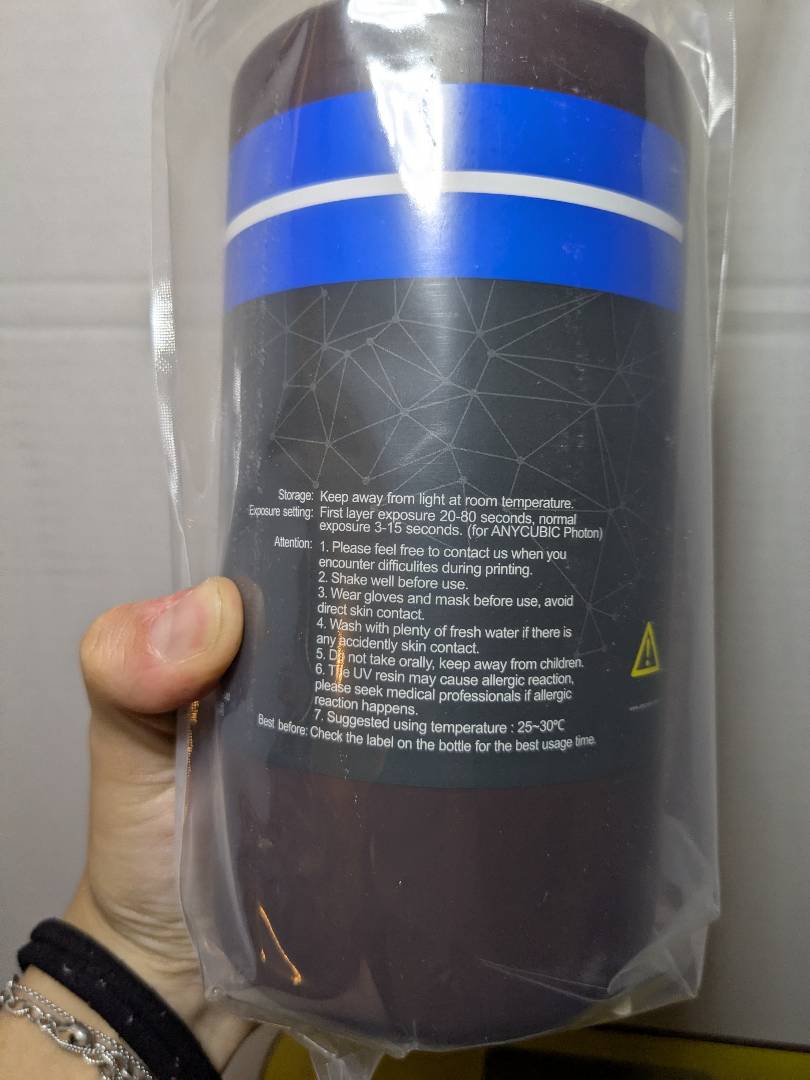 Storage: Keep away from light at room temperature.
Exposure setting: First layer exposure 20-80 seconds, normal
exposure 3-15 seconds. (for ANYCUBIC Photon)
Attention: 1. Please feel free to contact us when you
encounter difficulites during printing.
2. Shake well before use.
3. Wear gloves and mask before use, avoid
direct skin contact.
4. Wash with plenty of fresh water if there is
any accidently skin contact.
5. Do not take orally, keep away from children.
6. The UV resin may cause allergic reaction,
please seek medical professionals if allergic
reaction happens.
7. Suggested using temperature : 25~30℃
Best before: Check the label on the bottle for the best usage time.